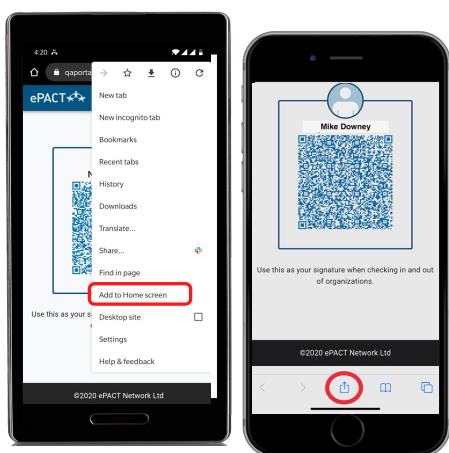 4:20
qaporta
ePACT
New tab
New incognito tab
Bookmarks
Recent tabs
History
Downloads
Translate...
Share...
Find in page
Add to Home screen
Desktop site
Settings
Help & feedback
N
Use this as your s
©2020 ePACT Network Ltd
Mike Downey
Use this as your signature when checking in and out
of organizations.
©2020 ePACT Network Ltd